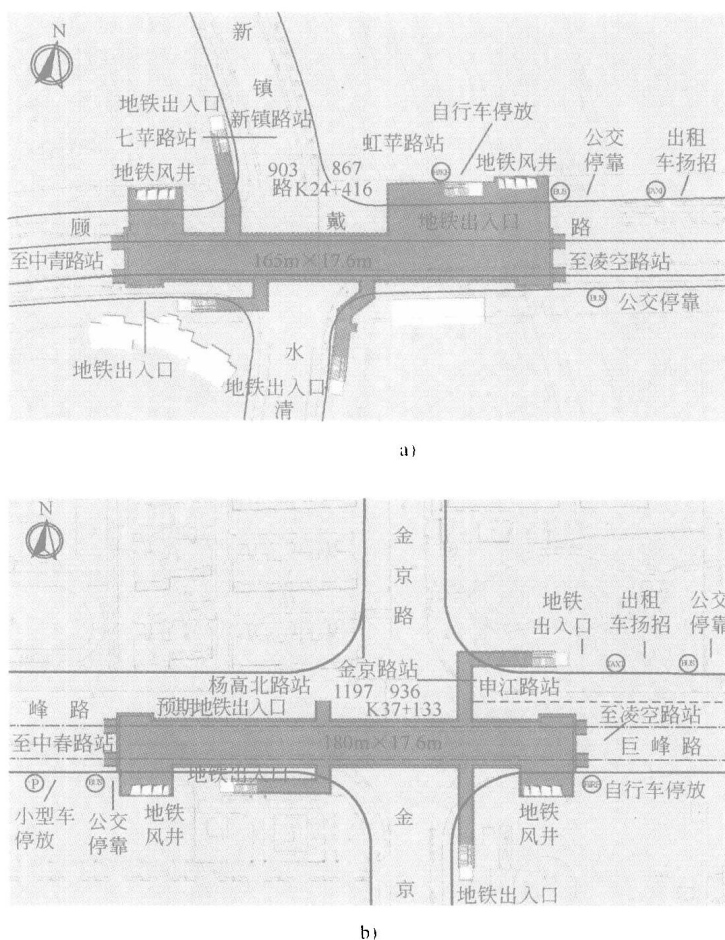 N
新
镇
地铁出入口
新镇路站
七莘路站
自行车停放
虹莘路站
公交
停靠
出租
车扬招
903
867
地铁风井
地铁风井
路
K24+416
BUS
TAXI
顾
戴
地铁出入口
路
至中青路站
165m×17.6m
至凌空路站
BUS
公交停靠
水
地铁出入口
地铁出入口
清
a)
N
金
京
路
地铁
出入口
出租
车扬招
公交
停靠
金京路站
TAXI
BUS
杨高北路站
1197
936
申江路站
峰 路
预期地铁出入口
K37+133
至凌空路站
至中春路站
180m×17.6m
巨 峰 路
地铁出入口
P
BUS
自行车停放
小型车
停放
公交
停靠
地铁
风井
金
地铁
风井
京
地铁出入口
b)